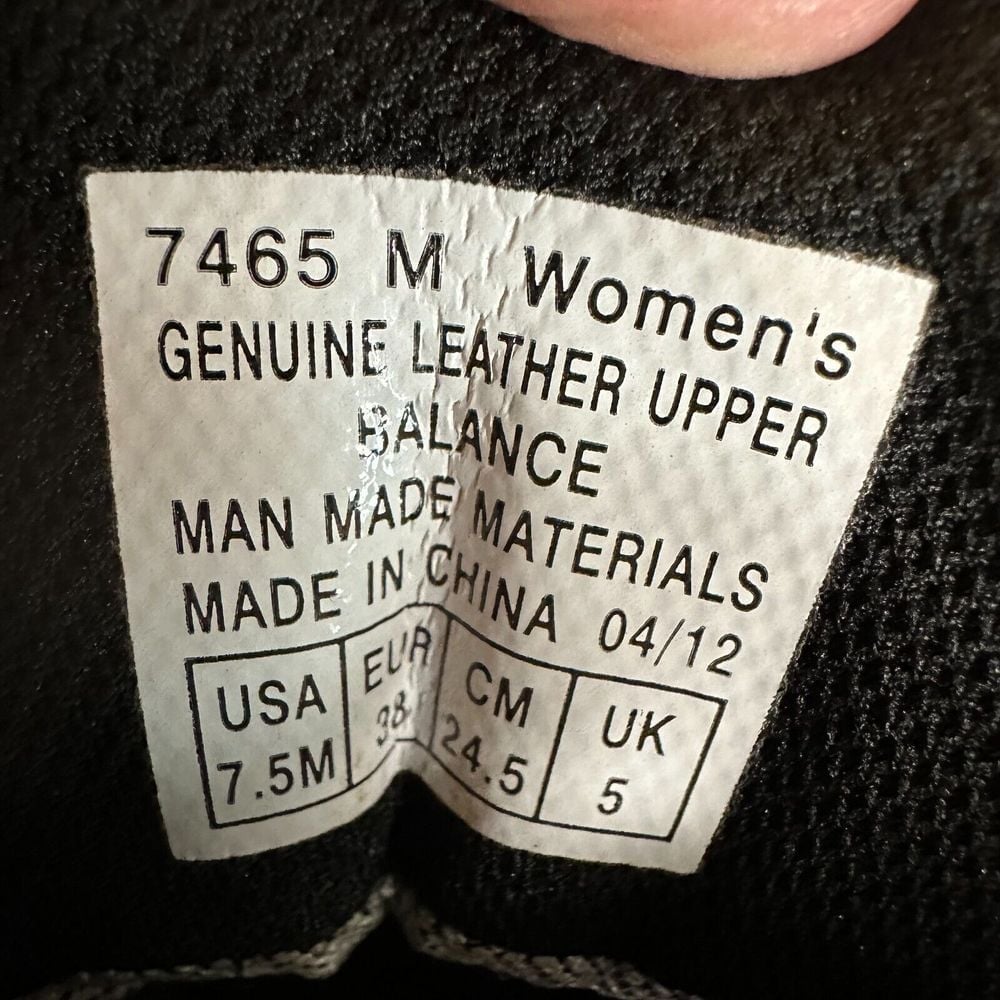 7465 M Women's
GENUINE LEATHER UPPER
BALANCE
MAN MADE MATERIALS
MADE IN CHINA 04/12
USA EUR CM UK
7.5M 38 24.5 5